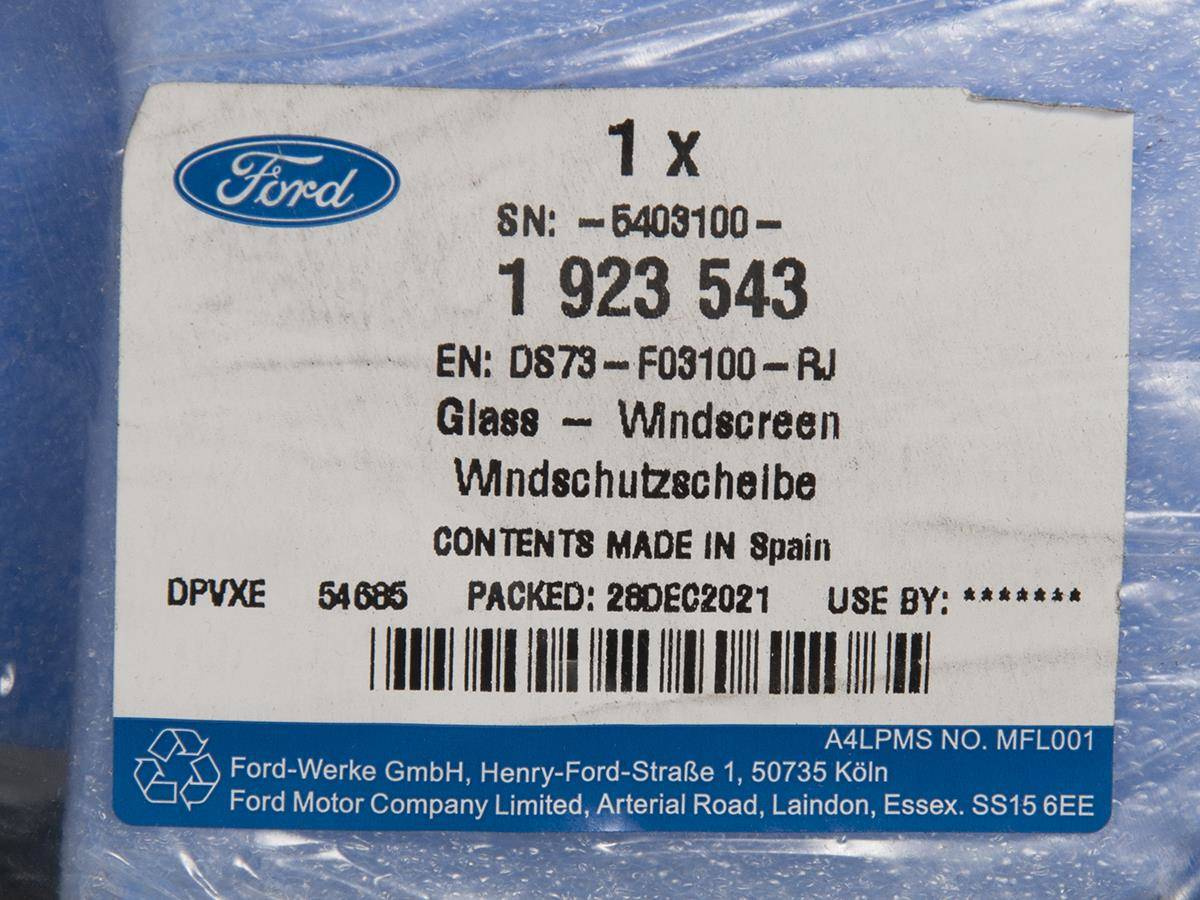 Ford
1 x
SN: -5403100-
1 923 543
EN: DS73-F03100-RJ
Glass - Windscreen
Windschutzscheibe
CONTENTS MADE IN Spain
DPVXE 54685 PACKED: 28DEC2021 USE BY: *******
A4LPMS NO. MFL001
Ford-Werke GmbH, Henry-Ford-Straße 1, 50735 Köln
Ford Motor Company Limited, Arterial Road, Laindon, Essex. SS15 6EE